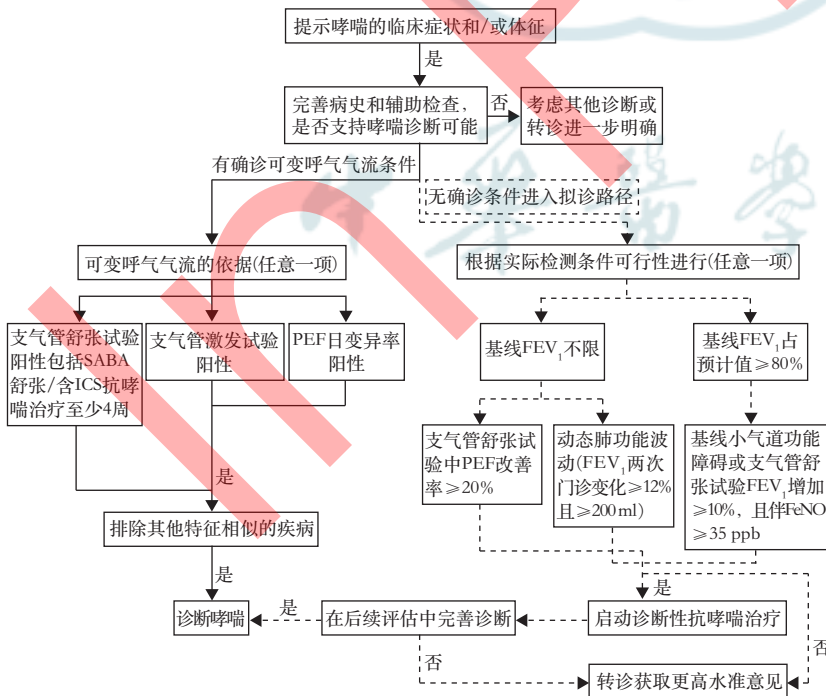 提示哮喘的临床症状和/或体征
是
完善病史和辅助检查,
是否支持哮喘诊断可能
否
考虑其他诊断或
转诊进一步明确
有确诊可变呼气气流条件
无确诊条件进入拟诊路径
可变呼气气流的依据(任意一项)
根据实际检测条件可行性进行(任意一项)
支气管舒张试验
阳性包括SABA
舒张/含ICS抗哮
喘治疗至少4周
支气管激发试验
阳性
PEF日变异率
阳性
基线FEV₁不限
基线FEV₁占
预计值≥80%
支气管舒张试
验中PEF改善
率≥20%
动态肺功能波
动(FEV₁两次
门诊变化≥12%
且≥200 ml)
基线小气道功能
障碍或支气管舒
张试验FEV₁增加
≥10%, 且伴FeNO
≥35 ppb
是
排除其他特征相似的疾病
是
是
否
诊断哮喘
是
在后续评估中完善诊断
启动诊断性抗哮喘治疗
否
转诊获取更高水准意见
中華醫學